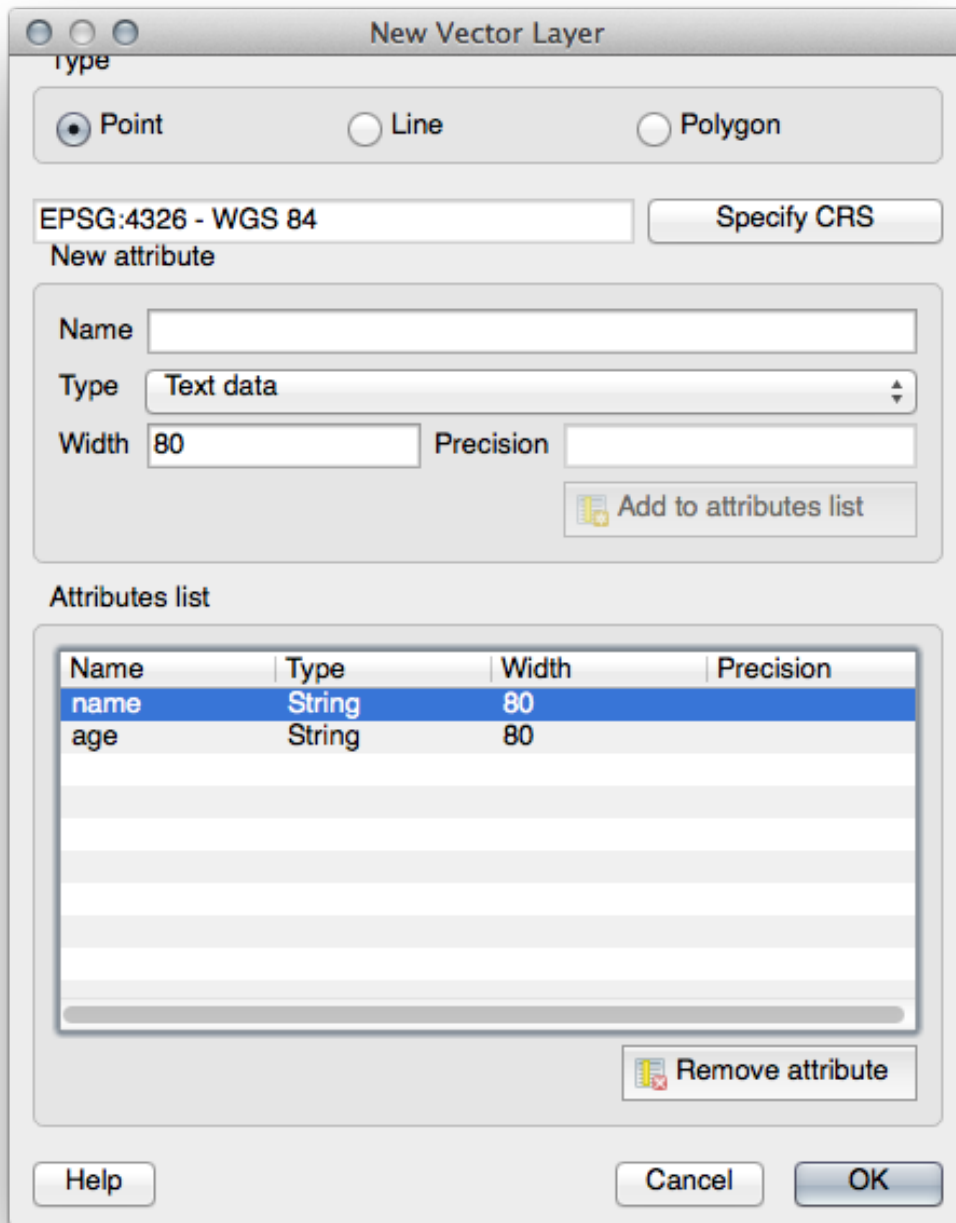 New Vector Layer
Type
Point Line Polygon
EPSG:4326 - WGS 84 Specify CRS
New attribute
Name
Type Text data
Width 80 Precision
Add to attributes list
Attributes list
Name Type Width Precision
name String 80
age String 80
Remove attribute
Help Cancel OK